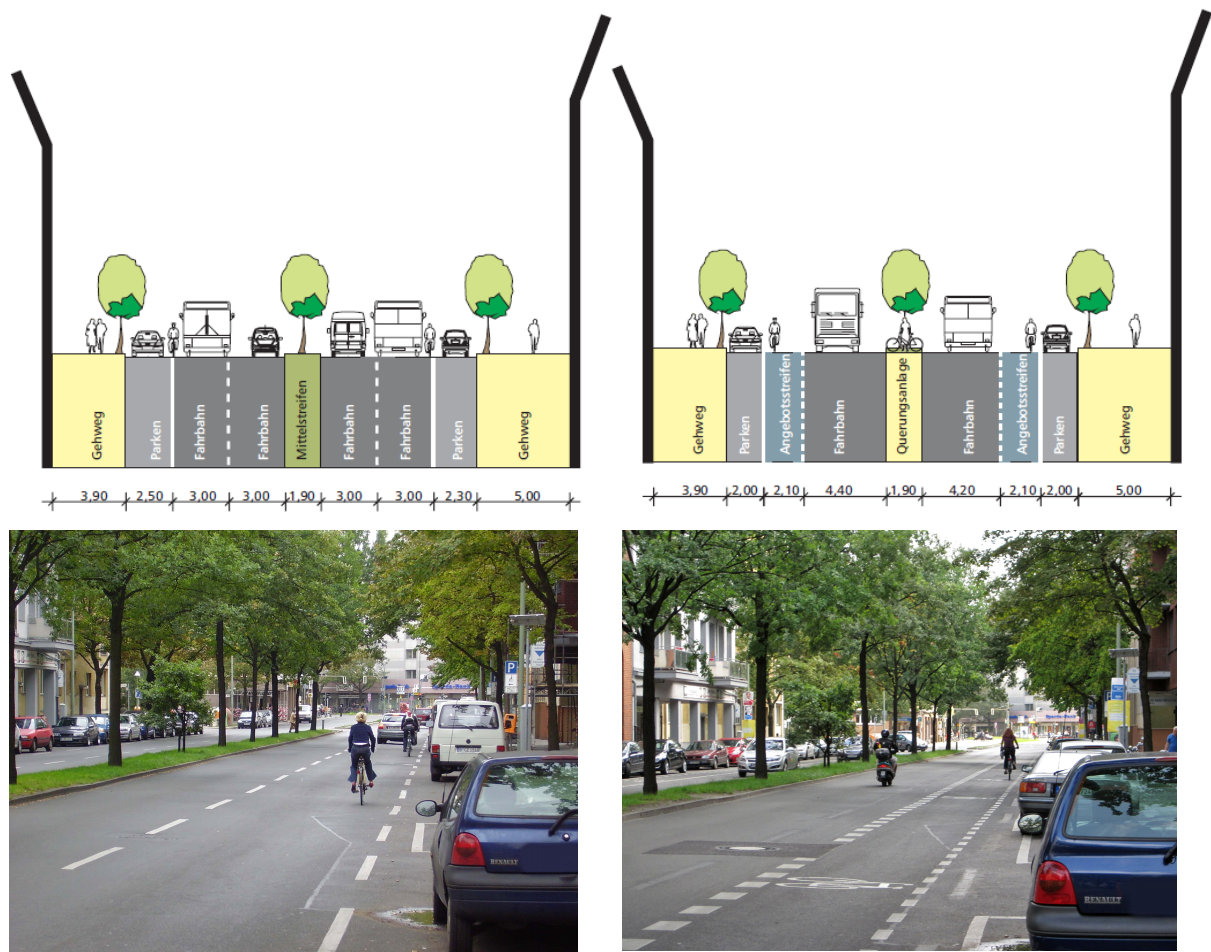 Gehweg
Parken
Fahrbahn
Fahrbahn
Mittelstreifen
Fahrbahn
Fahrbahn
Parken
Gehweg
3,90 2,50 3,00 3,00 1,90 3,00 3,00 2,30 5,00
Gehweg
Parken
Angebotsstreifen
Fahrbahn
Querungsanlage
Fahrbahn
Angebotsstreifen
Parken
Gehweg
3,90 2,00 2,10 4,40 1,90 4,20 2,10 2,00 5,00
P
RENAULT
RENAULT